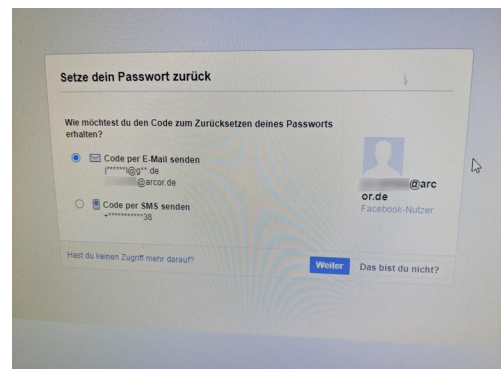 Setze dein Passwort zurück
Wie möchtest du den Code zum Zurücksetzen deines Passworts
erhalten?
Code per E-Mail senden
j******l@g**.de
@arcor.de
Code per SMS senden
+***********38
@arc
or.de
Facebook-Nutzer
Hast du keinen Zugriff mehr darauf?
Weiter
Das bist du nicht?